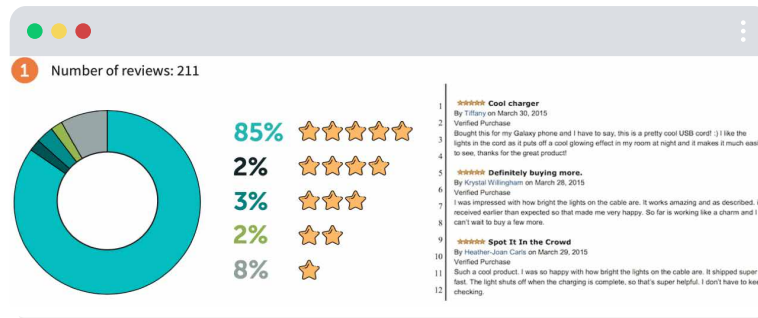 1 Number of reviews: 211
85%
2%
3%
2%
8%
1
2
3
4
5
6
7
8
9
10
11
12
Cool charger
By Tiffany on March 30, 2015
Verified Purchase
Bought this for my Galaxy phone and I have to say, this is a pretty cool USB cord! :) I like the
lights in the cord as it puts off a cool glowing effect in my room at night and it makes it much
to see, thanks for the great product!
Definitely buying more.
By Krystal Willingham on March 28, 2015
Verified Purchase
I was impressed with how bright the lights on the cable are. It works amazing and as described.
received earlier than expected so that made me very happy. So far is working like a charm and I
can't wait to buy a few more.
Spot It In the Crowd
By Heather-Joan Carls on March 29, 2015
Verified Purchase
Such a cool product. I was so happy with how bright the lights on the cable are. It shipped super
fast. The light shuts off when the charging is complete, so that's super helpful. I don't have to
checking.